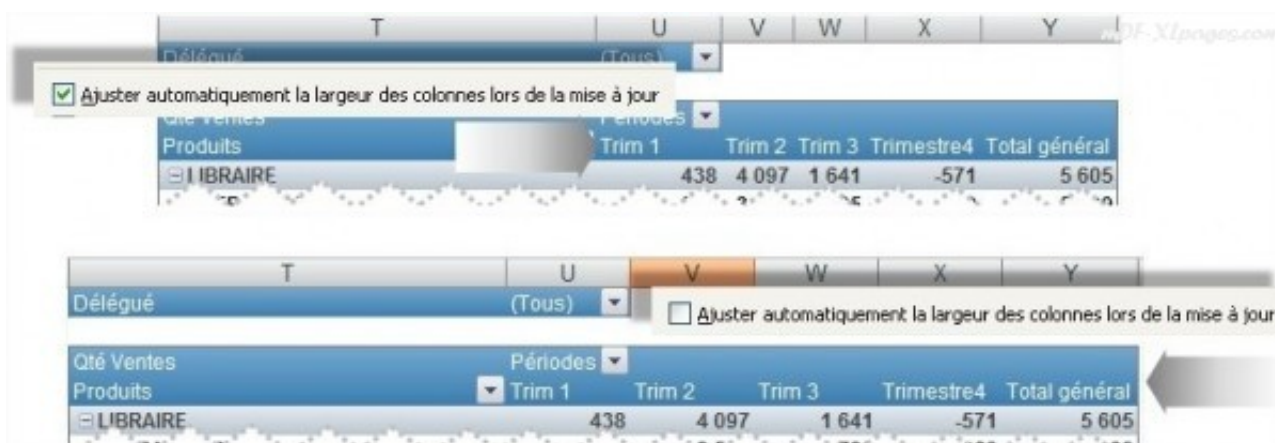 T U V W X Y
mDF-XLpages.com
Délégué (Tous)
Ajuster automatiquement la largeur des colonnes lors de la mise à jour
Qté Ventes Périodes
Produits Trim 1 Trim 2 Trim 3 Trimestre4 Total général
LIBRAIRE 438 4 097 1 641 -571 5 605
T U V W X Y
Délégué (Tous)
Ajuster automatiquement la largeur des colonnes lors de la mise à jour
Qté Ventes Périodes
Produits Trim 1 Trim 2 Trim 3 Trimestre4 Total général
LIBRAIRE 438 4 097 1 641 -571 5 605